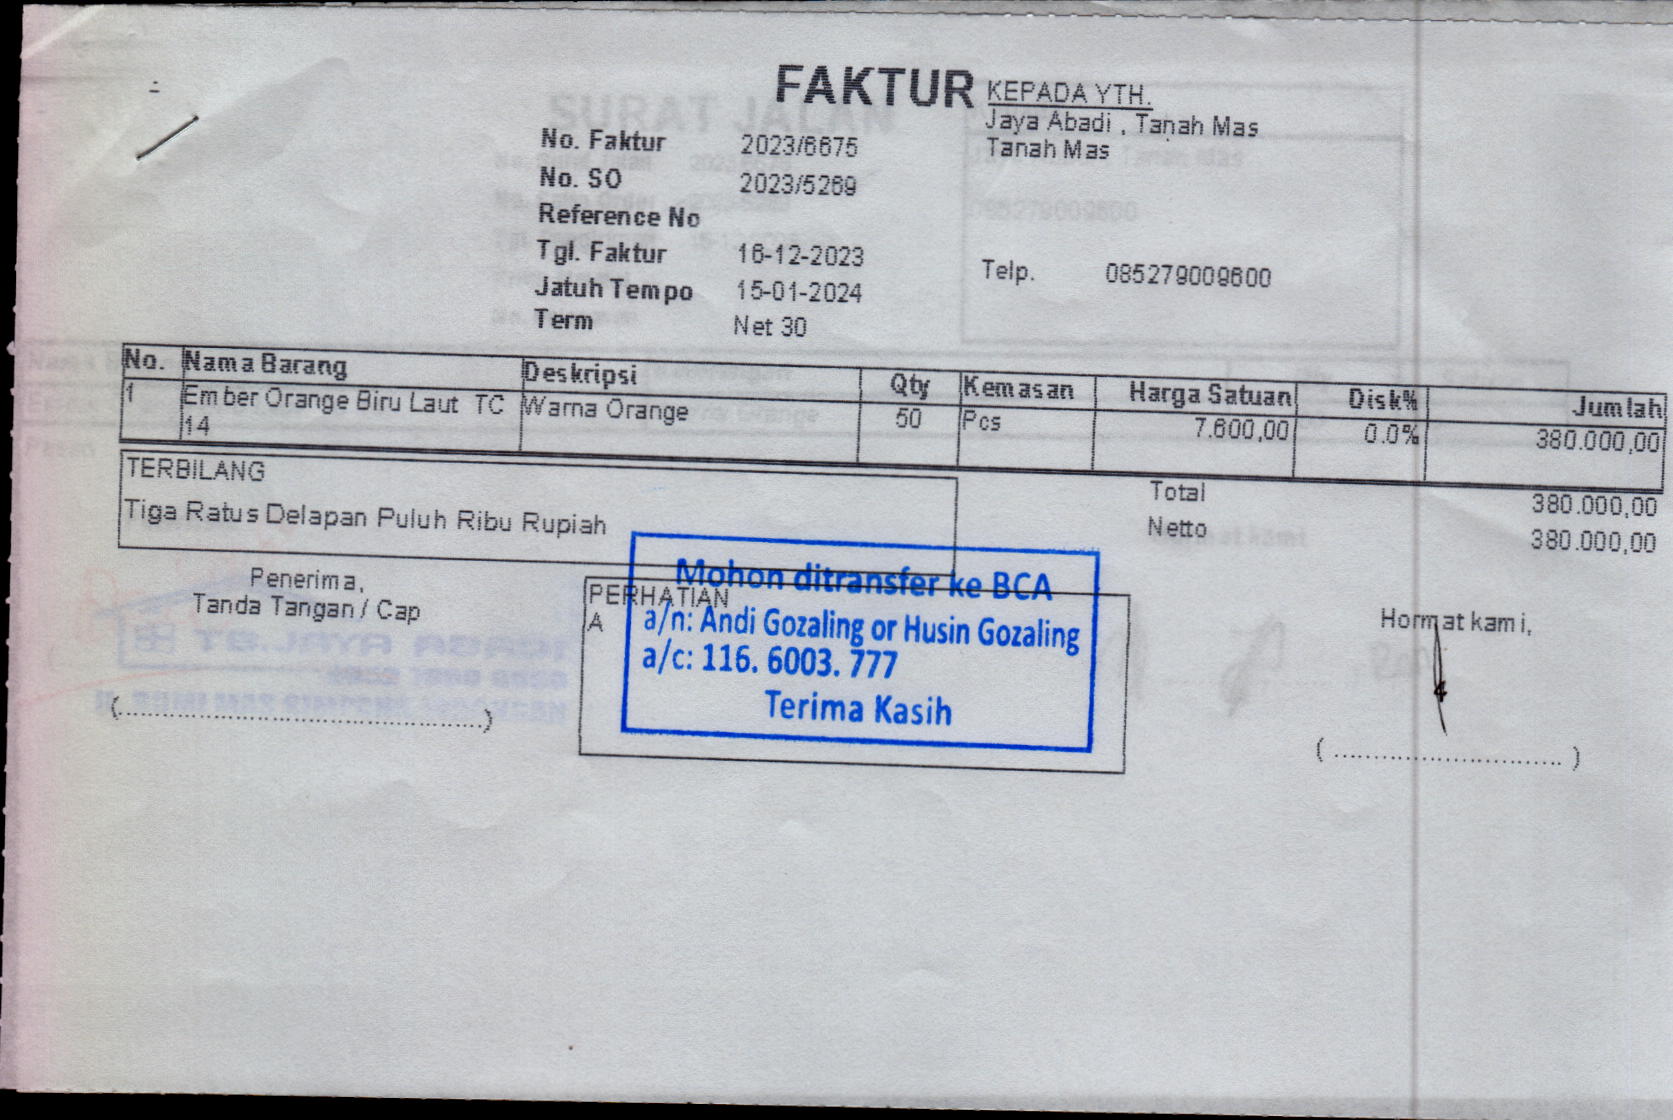 FAKTUR
No. Faktur 2023/6675
No. SO 2023/5269
Reference No
Tgl. Faktur 16-12-2023
Jatuh Tempo 15-01-2024
Term Net 30
KEPADA YTH.
Jaya Abadi , Tanah Mas
Tanah Mas
Telp. 085279009600
No. Nama Barang Deskripsi Qty Kemasan Harga Satuan Disk% Jumlah
1 Ember Orange Biru Laut TC Warna Orange 50 Pcs 7.600,00 0.0% 380.000,00
14
TERBILANG
Tiga Ratus Delapan Puluh Ribu Rupiah
Total 380.000,00
Netto 380.000,00
Penerima,
Tanda Tangan / Cap
(..................................................)
PERHATIAN
A
Mohon ditransfer ke BCA
a/n: Andi Gozaling or Husin Gozaling
a/c: 116. 6003. 777
Terima Kasih
Hormat kami,
( ............................... )
SURAT JALAN
TB.JAYA ABADI